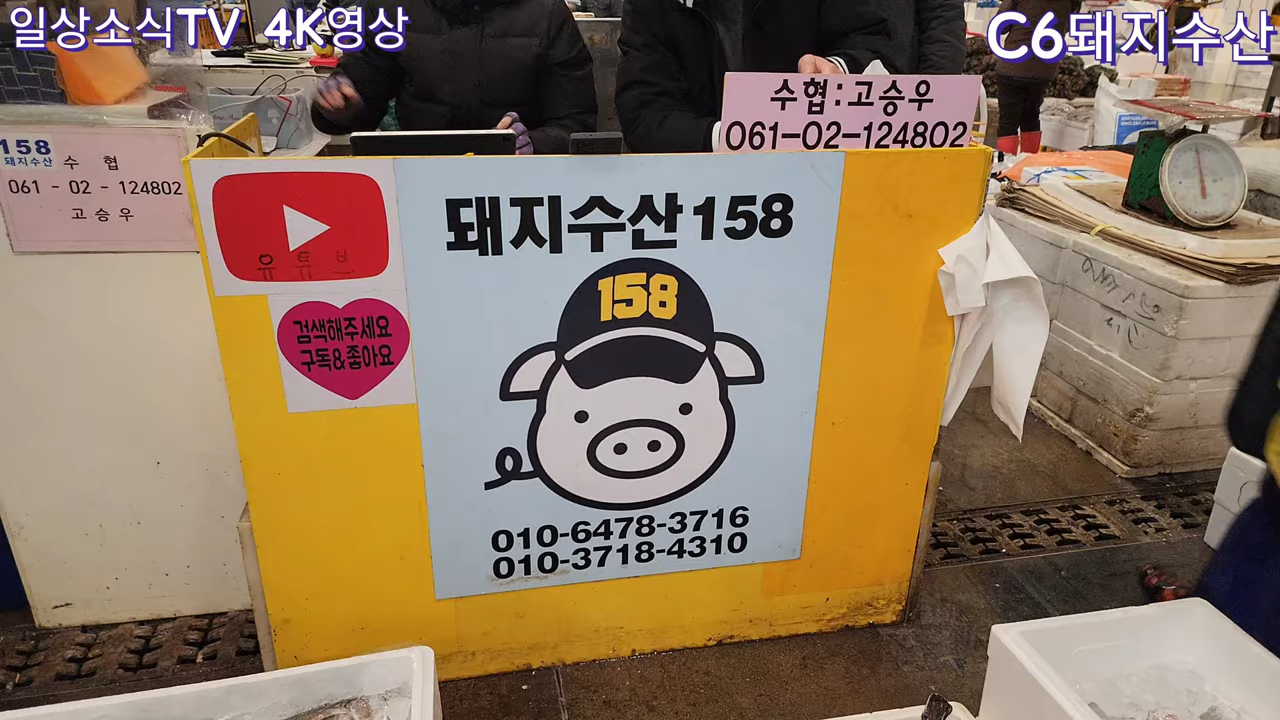 일상소식TV 4K영상
C6돼지수산
수협:고승우
061-02-124802
158
돼지수산 수 협
061 - 02 - 124802
고 승 우
유튜브
돼지수산158
158
검색해주세요
구독&좋아요
010-6478-3716
010-3718-4310